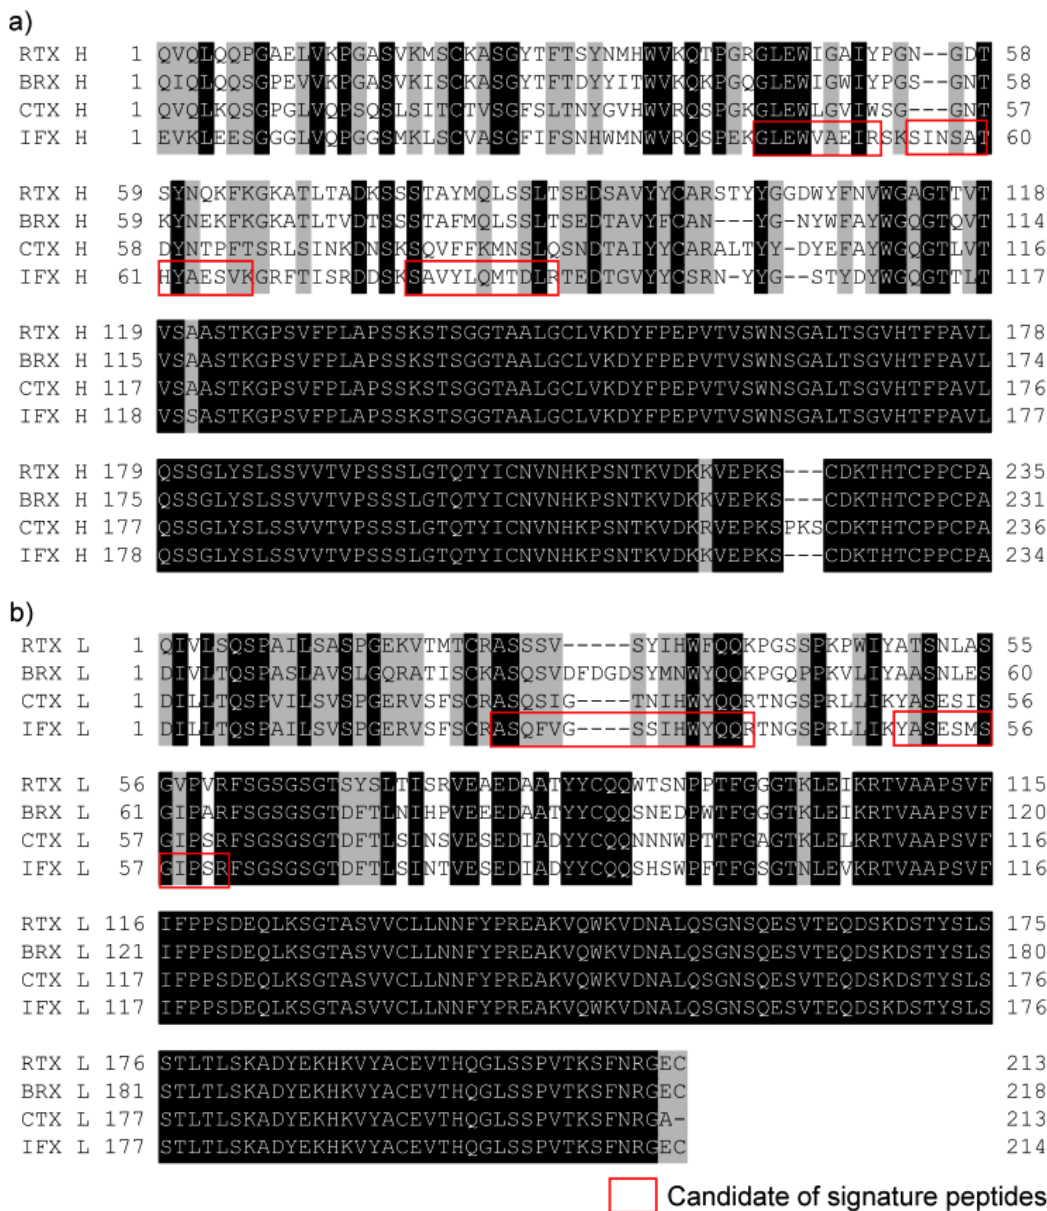 a)
RTX H 1 QVQLQQPGAELVKPGASVKMSCKASGYTFTSYNMHWVKQTPGRGLEWIGAIYPGN--GDT 58
BRX H 1 QIQLQQSGPEVVKPGASVKISCKASGYTFTDYYITWVKQKPGQGLEWIGWIYPGS--GNT 58
CTX H 1 QVQLKQSGPGLVQPSQSLSITCTVSGFSLTNYGVHWVRQSPGKGLEWLGVIWSG---GNT 57
IFX H 1 EVKLEESGGGLVQPGGSMKLSCVASGFIFSNHWMNWVRQSPEKGLEWVAEIRSKSINSAT 60
RTX H 59 SYNQKFKGKATLTADKSSSTAYMQLSSLTSEDSAVYYCARSTYYGGDWYFNVWGAGTTVT 118
BRX H 59 KYNEKFKGKATLTVDTSSSTAFMQLSSLTSEDTAVYFCAN---YG-NYWFAYWGQGTQVT 114
CTX H 58 DYNTPFTSRLSINKDNSKSQVFFKMNSLQSNDTAIYYCARALTYY-DYEFAYWGQGTLVT 116
IFX H 61 HYAESVKGRFTISRDDSKSAVYLQMTDLRTEDTGVYYCSRN-YYG-STYDYWGQGTTLT 117
RTX H 119 VSAASTKGPSVFPLAPSSKSTSGGTAALGCLVKDYFPEPVTVSWNSGALTSGVHTFPAVL 178
BRX H 115 VSAASTKGPSVFPLAPSSKSTSGGTAALGCLVKDYFPEPVTVSWNSGALTSGVHTFPAVL 174
CTX H 117 VSAASTKGPSVFPLAPSSKSTSGGTAALGCLVKDYFPEPVTVSWNSGALTSGVHTFPAVL 176
IFX H 118 VSSASTKGPSVFPLAPSSKSTSGGTAALGCLVKDYFPEPVTVSWNSGALTSGVHTFPAVL 177
RTX H 179 QSSGLYSLSSVVTVPSSSLGTQTYICNVNHKPSNTKVDKKVEPKS---CDKTHTCPPCPA 235
BRX H 175 QSSGLYSLSSVVTVPSSSLGTQTYICNVNHKPSNTKVDKKVEPKS---CDKTHTCPPCPA 231
CTX H 177 QSSGLYSLSSVVTVPSSSLGTQTYICNVNHKPSNTKVDKRVEPKSPKSCDKTHTCPPCPA 236
IFX H 178 QSSGLYSLSSVVTVPSSSLGTQTYICNVNHKPSNTKVDKKVEPKS---CDKTHTCPPCPA 234
b)
RTX L 1 QIVLSQSPAILSASPGEKVTMTCRASSSV-----SYIHWFQQKPGSSPKPWIYATSNLAS 55
BRX L 1 DIVLTQSPASLAVSLGQRATISCKASQSVDFDGDSYMNWYQQKPGQPPKVLIYAASNLES 60
CTX L 1 DILLTQSPVILSVSPGERVSFSCRASQSIG----TNIHWYQQRTNGSPRLLIKYASESIS 56
IFX L 1 DILLTQSPAILSVSPGERVSFSCRASQFVG----SSIHWYQQRTNGSPRLLIKYASESMS 56
RTX L 56 GVPVRFSGSGSGTSYSLTISRVEAEDAATYYCQQWTSNPPTFGGGTKLEIKRTVAAPSVF 115
BRX L 61 GIPARFSGSGSGTDFTLNIHPVEEEDAATYYCQQSNEDPWTFGGGTKLEIKRTVAAPSVF 120
CTX L 57 GIPSRFSGSGSGTDFTLSINSVESEDIADYYCQQNNNWPTTFGAGTKLELKRTVAAPSVF 116
IFX L 57 GIPSRFSGSGSGTDFTLSINTVESEDIADYYCQQSHSWPFTFGSGTNLEVKRTVAAPSVF 116
RTX L 116 IFPPSDEQLKSGTASVVCLLNNFYPREAKVQWKVDNALQSGNSQESVTEQDSKDSTYSLS 175
BRX L 121 IFPPSDEQLKSGTASVVCLLNNFYPREAKVQWKVDNALQSGNSQESVTEQDSKDSTYSLS 180
CTX L 117 IFPPSDEQLKSGTASVVCLLNNFYPREAKVQWKVDNALQSGNSQESVTEQDSKDSTYSLS 176
IFX L 117 IFPPSDEQLKSGTASVVCLLNNFYPREAKVQWKVDNALQSGNSQESVTEQDSKDSTYSLS 176
RTX L 176 STLTLSKADYEKHKVYACEVTHQGLSSPVTKSFNRGEC 213
BRX L 181 STLTLSKADYEKHKVYACEVTHQGLSSPVTKSFNRGEC 218
CTX L 177 STLTLSKADYEKHKVYACEVTHQGLSSPVTKSFNRGA- 213
IFX L 177 STLTLSKADYEKHKVYACEVTHQGLSSPVTKSFNRGEC 214
Candidate of signature peptides